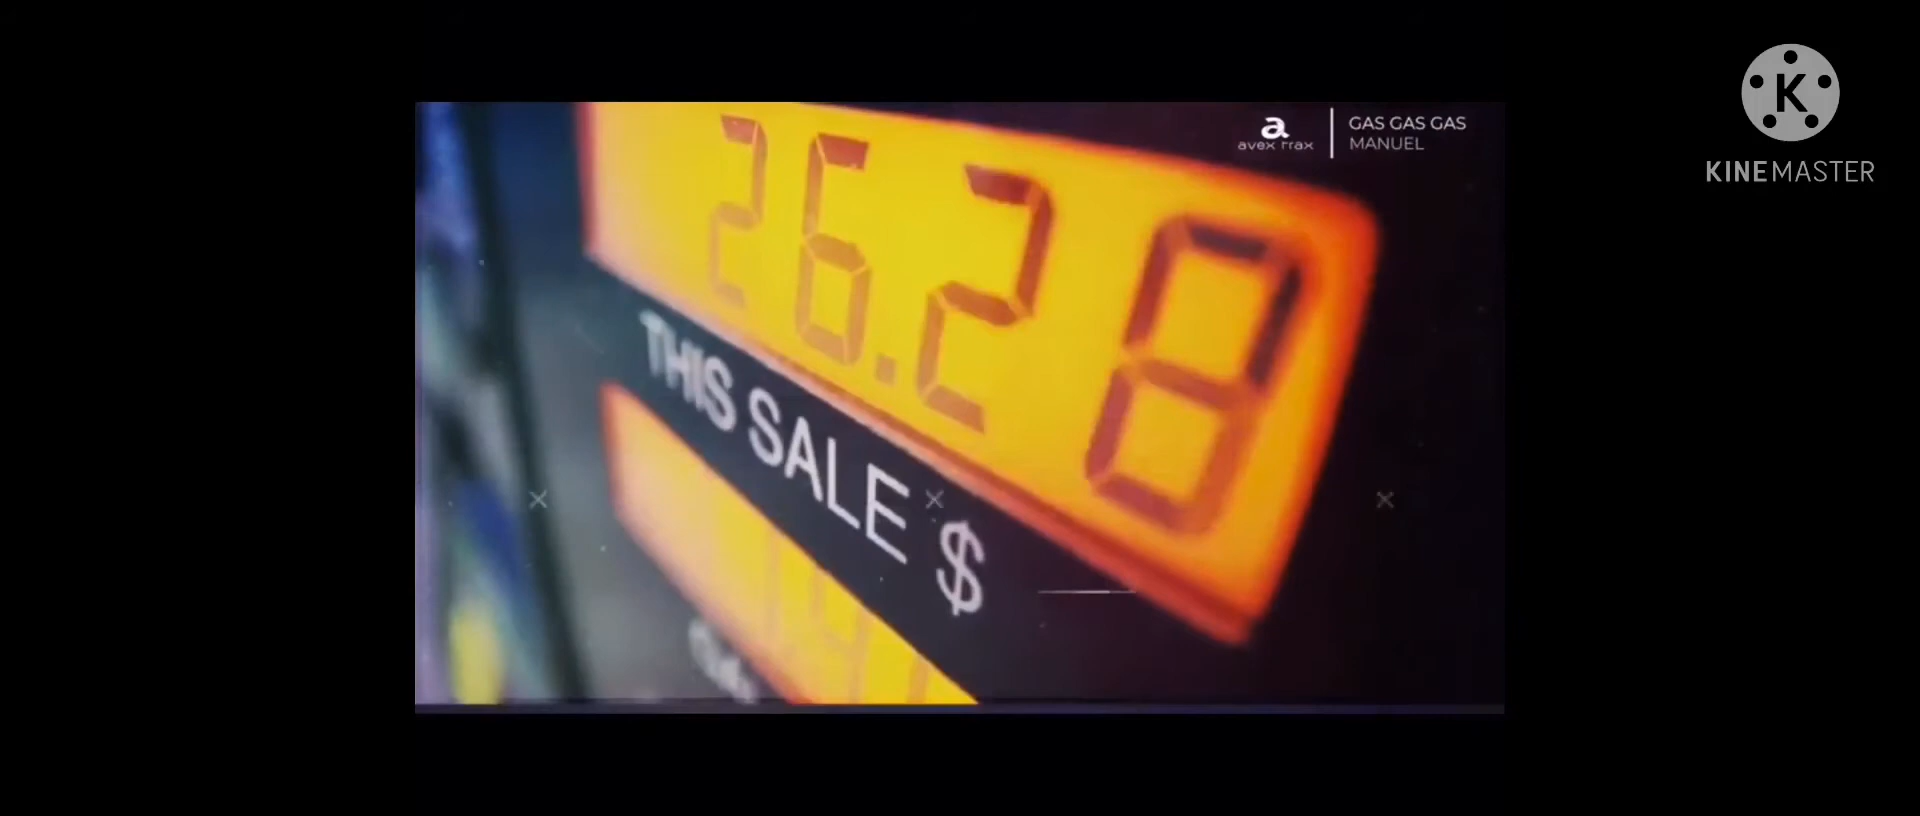 26.28
THIS SALE $
a
avex trax
GAS GAS GAS
MANUEL
K
KINEMASTER